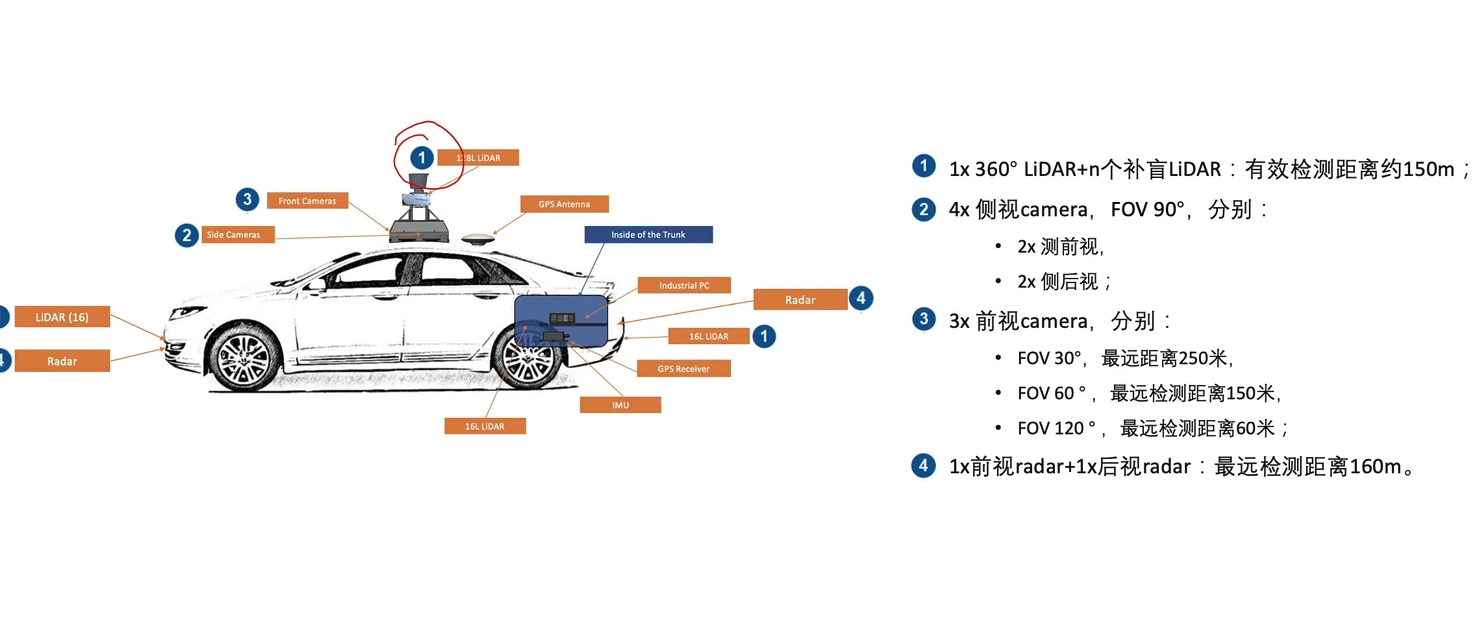 1 128L LiDAR
3 Front Cameras
GPS Antenna
2 Side Cameras
Inside of the Trunk
Industrial PC
Radar 4
LiDAR (16)
16L LiDAR 1
4 Radar
GPS Receiver
IMU
16L LiDAR
1 1x 360° LiDAR+n个补盲LiDAR：有效检测距离约150m；
2 4x 侧视camera，FOV 90°，分别：
• 2x 测前视，
• 2x 侧后视；
3 3x 前视camera，分别：
• FOV 30°，最远距离250米，
• FOV 60 °，最远检测距离150米，
• FOV 120 °，最远检测距离60米；
4 1x前视radar+1x后视radar：最远检测距离160m。